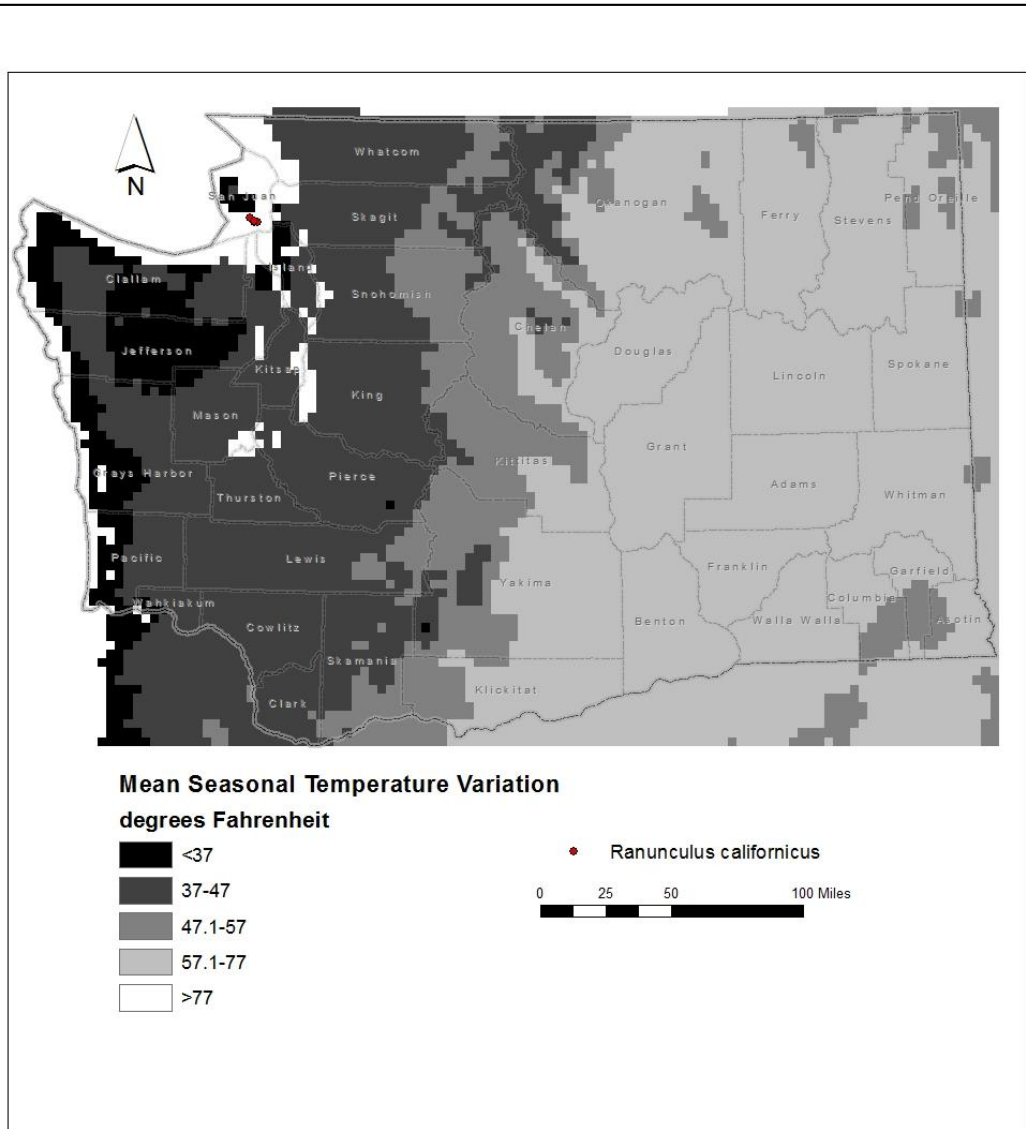 N
Whatcom
San Juan
Skagit
Okanogan
Ferry
Stevens
Pend Oreille
Island
Clallam
Snohomish
Chelan
Jefferson
Douglas
Spokane
Kitsap
Lincoln
King
Mason
Grant
Kittitas
Grays Harbor
Pierce
Adams
Thurston
Whitman
Pacific
Lewis
Franklin
Garfield
Yakima
Columbia
Wahkiakum
Cowlitz
Benton
Walla Walla
Asotin
Skamania
Klickitat
Clark
Mean Seasonal Temperature Variation
degrees Fahrenheit
<37
37-47
47.1-57
57.1-77
>77
Ranunculus californicus
0 25 50 100 Miles